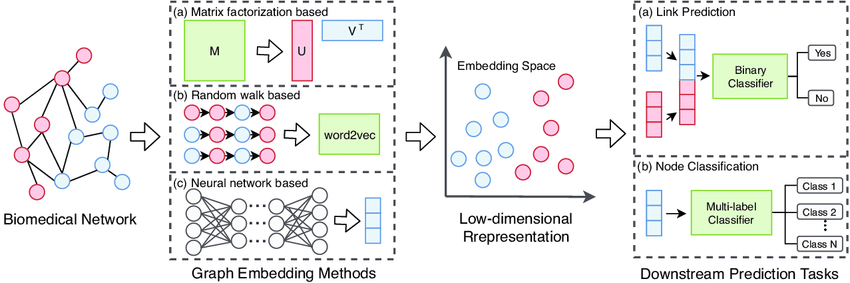 Biomedical Network
(a) Matrix factorization based
M
U
V T
(b) Random walk based
word2vec
(c) Neural network based
Graph Embedding Methods
Embedding Space
Low-dimensional
Rrepresentation
(a) Link Prediction
Binary
Classifier
Yes
No
(b) Node Classification
Multi-label
Classifier
Class 1
Class 2
Class N
Downstream Prediction Tasks